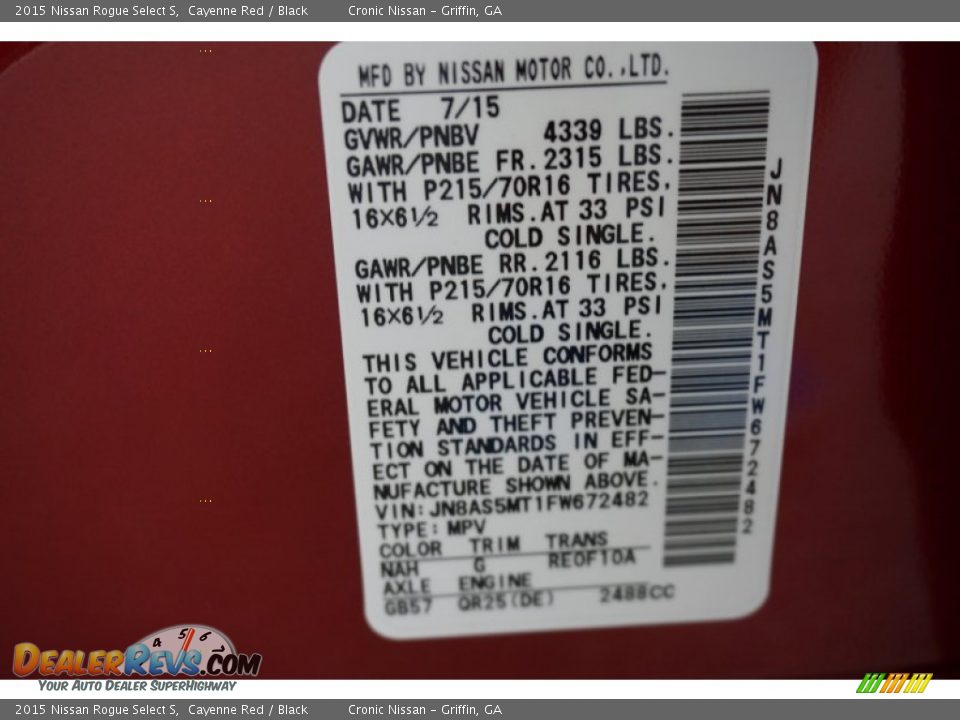 2015 Nissan Rogue Select S, Cayenne Red / Black Cronic Nissan - Griffin, GA
MFD BY NISSAN MOTOR CO.,LTD.
DATE 7/15
GVWR/PNBV 4339 LBS.
GAWR/PNBE FR.2315 LBS.
WITH P215/70R16 TIRES,
16×6½ RIMS.AT 33 PSI
COLD SINGLE.
GAWR/PNBE RR.2116 LBS.
WITH P215/70R16 TIRES.
16×6½ RIMS.AT 33 PSI
COLD SINGLE.
THIS VEHICLE CONFORMS
TO ALL APPLICABLE FED-
ERAL MOTOR VEHICLE SA-
FETY AND THEFT PREVEN-
TION STANDARDS IN EFF-
ECT ON THE DATE OF MA-
NUFACTURE SHOWN ABOVE.
VIN:JN8AS5MT1FW672482
TYPE:MPV
COLOR TRIM TRANS
NAH G RE0F10A
AXLE ENGINE
GB57 QR25(DE) 2488CC
JN8AS5MT1FW672482
4 5 6 7
DEALERREVS.COM
YOUR AUTO DEALER SUPERHIGHWAY
2015 Nissan Rogue Select S, Cayenne Red / Black Cronic Nissan - Griffin, GA